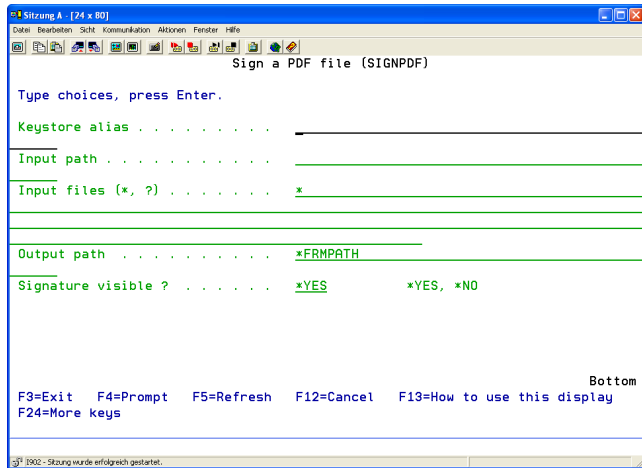 Sitzung A - [24 x 80]
Datei Bearbeiten Sicht Kommunikation Aktionen Fenster Hilfe
Sign a PDF file (SIGNPDF)
Type choices, press Enter.
Keystore alias . . . . . . . . .
Input path . . . . . . . . . . .
Input files (*, ?) . . . . . . . *
Output path . . . . . . . . . . *FRMPATH
Signature visible ? . . . . . . *YES *YES, *NO
Bottom
F3=Exit F4=Prompt F5=Refresh F12=Cancel F13=How to use this display
F24=More keys
I902 - Sitzung wurde erfolgreich gestartet.